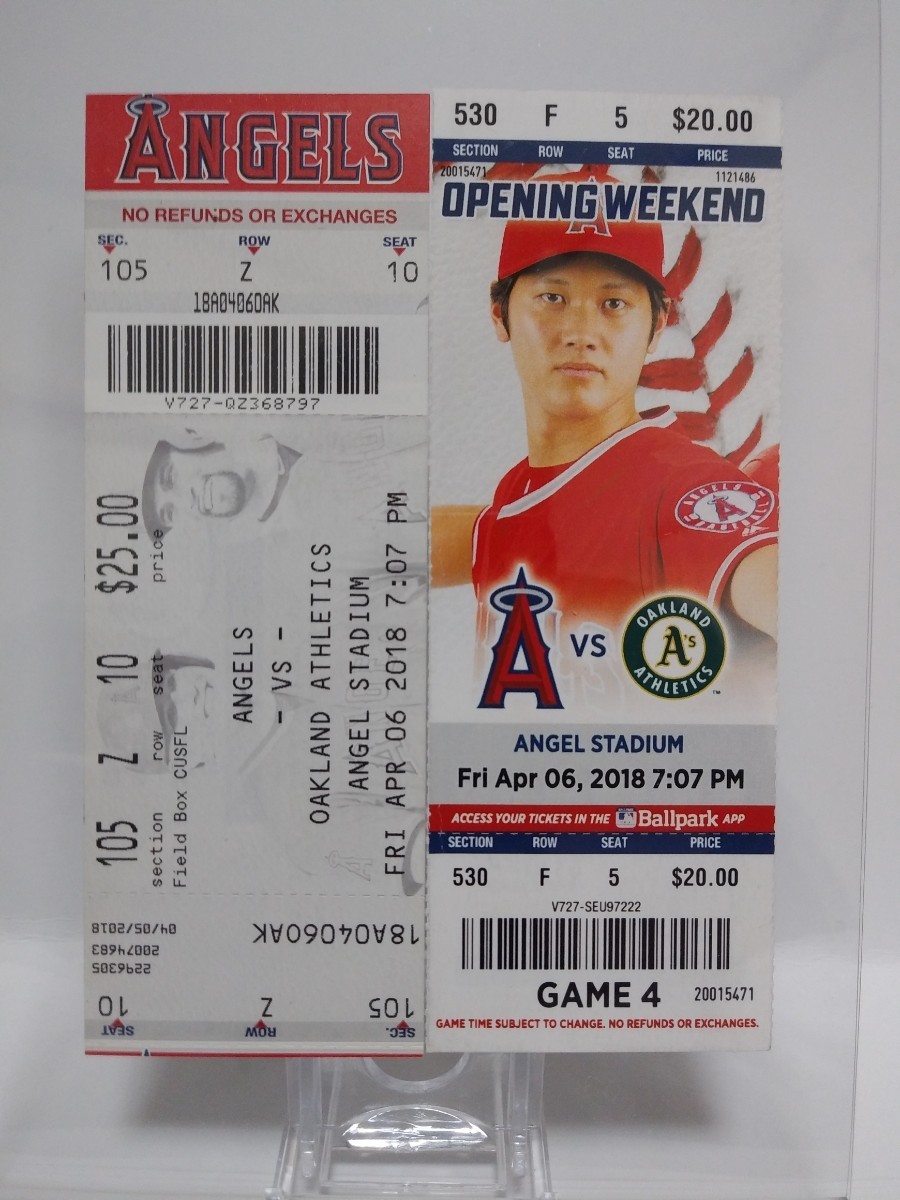 ANGELS
NO REFUNDS OR EXCHANGES
SEC. ROW SEAT
105 Z 10
18A0406OAK
V727-QZ368797
105 Z 10 $25.00
section row seat price
Field Box CUSFL
ANGELS
- VS -
OAKLAND ATHLETICS
ANGEL STADIUM
FRI APR 06 2018 7:07 PM
18A0406OAK
04/05/2018
20074683
2296305
105 Z 10
SEC. ROW SEAT
530 F 5 $20.00
SECTION ROW SEAT PRICE
20015471 1121486
OPENING WEEKEND
ANGELS BASEBALL
A
A VS OAKLAND A's ATHLETICS ™
ANGEL STADIUM
Fri Apr 06, 2018 7:07 PM
ACCESS YOUR TICKETS IN THE Ballpark APP
SECTION ROW SEAT PRICE
530 F 5 $20.00
V727-SEU97222
GAME 4 20015471
GAME TIME SUBJECT TO CHANGE. NO REFUNDS OR EXCHANGES.